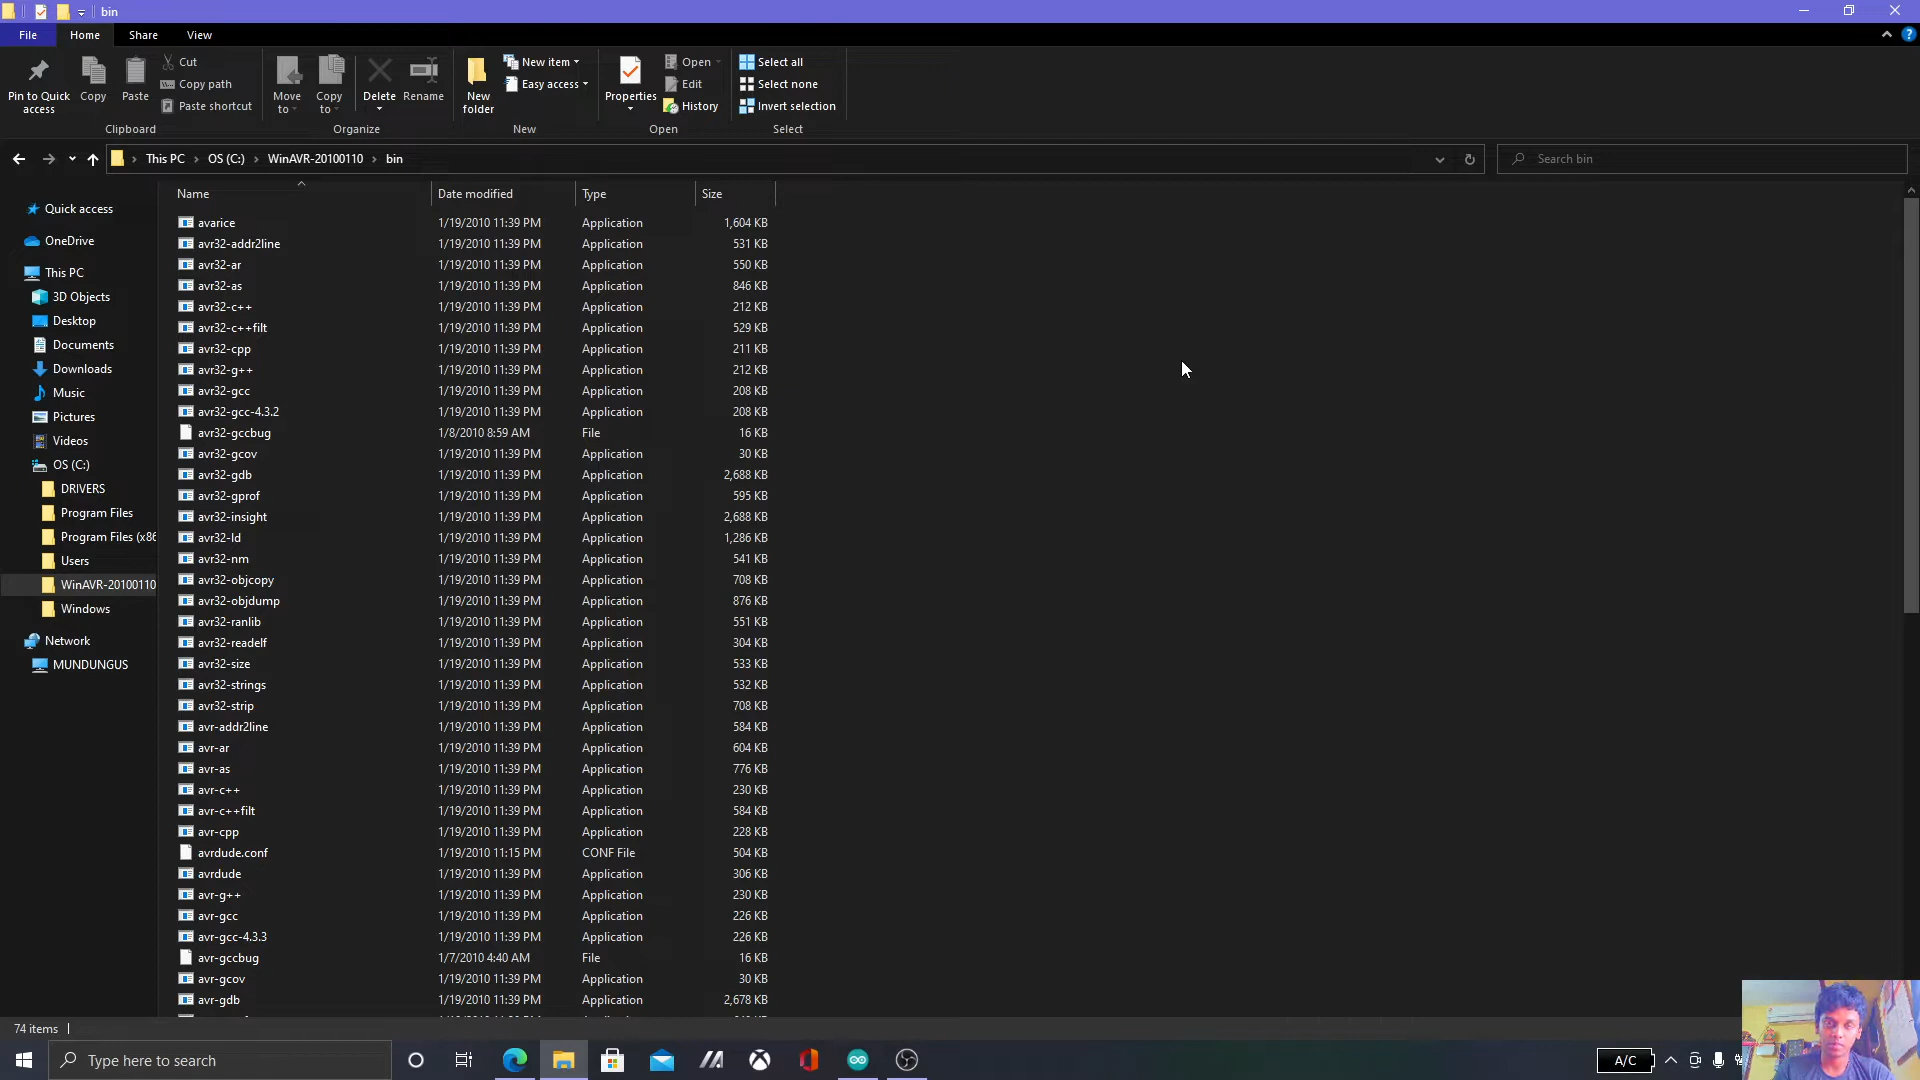 bin
File Home Share View
Pin to Quick access
Copy
Paste
Cut
Copy path
Paste shortcut
Clipboard
Move to
Copy to
Delete
Rename
Organize
New folder
New item
Easy access
New
Properties
Open
Edit
History
Open
Select all
Select none
Invert selection
Select
This PC › OS (C:) › WinAVR-20100110 › bin
Search bin
Quick access
OneDrive
This PC
3D Objects
Desktop
Documents
Downloads
Music
Pictures
Videos
OS (C:)
DRIVERS
Program Files
Program Files (x86
Users
WinAVR-20100110
Windows
Network
MUNDUNGUS
Name Date modified Type Size
avarice 1/19/2010 11:39 PM Application 1,604 KB
avr32-addr2line 1/19/2010 11:39 PM Application 531 KB
avr32-ar 1/19/2010 11:39 PM Application 550 KB
avr32-as 1/19/2010 11:39 PM Application 846 KB
avr32-c++ 1/19/2010 11:39 PM Application 212 KB
avr32-c++filt 1/19/2010 11:39 PM Application 529 KB
avr32-cpp 1/19/2010 11:39 PM Application 211 KB
avr32-g++ 1/19/2010 11:39 PM Application 212 KB
avr32-gcc 1/19/2010 11:39 PM Application 208 KB
avr32-gcc-4.3.2 1/19/2010 11:39 PM Application 208 KB
avr32-gccbug 1/8/2010 8:59 AM File 16 KB
avr32-gcov 1/19/2010 11:39 PM Application 30 KB
avr32-gdb 1/19/2010 11:39 PM Application 2,688 KB
avr32-gprof 1/19/2010 11:39 PM Application 595 KB
avr32-insight 1/19/2010 11:39 PM Application 2,688 KB
avr32-ld 1/19/2010 11:39 PM Application 1,286 KB
avr32-nm 1/19/2010 11:39 PM Application 541 KB
avr32-objcopy 1/19/2010 11:39 PM Application 708 KB
avr32-objdump 1/19/2010 11:39 PM Application 876 KB
avr32-ranlib 1/19/2010 11:39 PM Application 551 KB
avr32-readelf 1/19/2010 11:39 PM Application 304 KB
avr32-size 1/19/2010 11:39 PM Application 533 KB
avr32-strings 1/19/2010 11:39 PM Application 532 KB
avr32-strip 1/19/2010 11:39 PM Application 708 KB
avr-addr2line 1/19/2010 11:39 PM Application 584 KB
avr-ar 1/19/2010 11:39 PM Application 604 KB
avr-as 1/19/2010 11:39 PM Application 776 KB
avr-c++ 1/19/2010 11:39 PM Application 230 KB
avr-c++filt 1/19/2010 11:39 PM Application 584 KB
avr-cpp 1/19/2010 11:39 PM Application 228 KB
avrdude.conf 1/19/2010 11:15 PM CONF File 504 KB
avrdude 1/19/2010 11:39 PM Application 306 KB
avr-g++ 1/19/2010 11:39 PM Application 230 KB
avr-gcc 1/19/2010 11:39 PM Application 226 KB
avr-gcc-4.3.3 1/19/2010 11:39 PM Application 226 KB
avr-gccbug 1/7/2010 4:40 AM File 16 KB
avr-gcov 1/19/2010 11:39 PM Application 30 KB
avr-gdb 1/19/2010 11:39 PM Application 2,678 KB
74 items
Type here to search
A/C